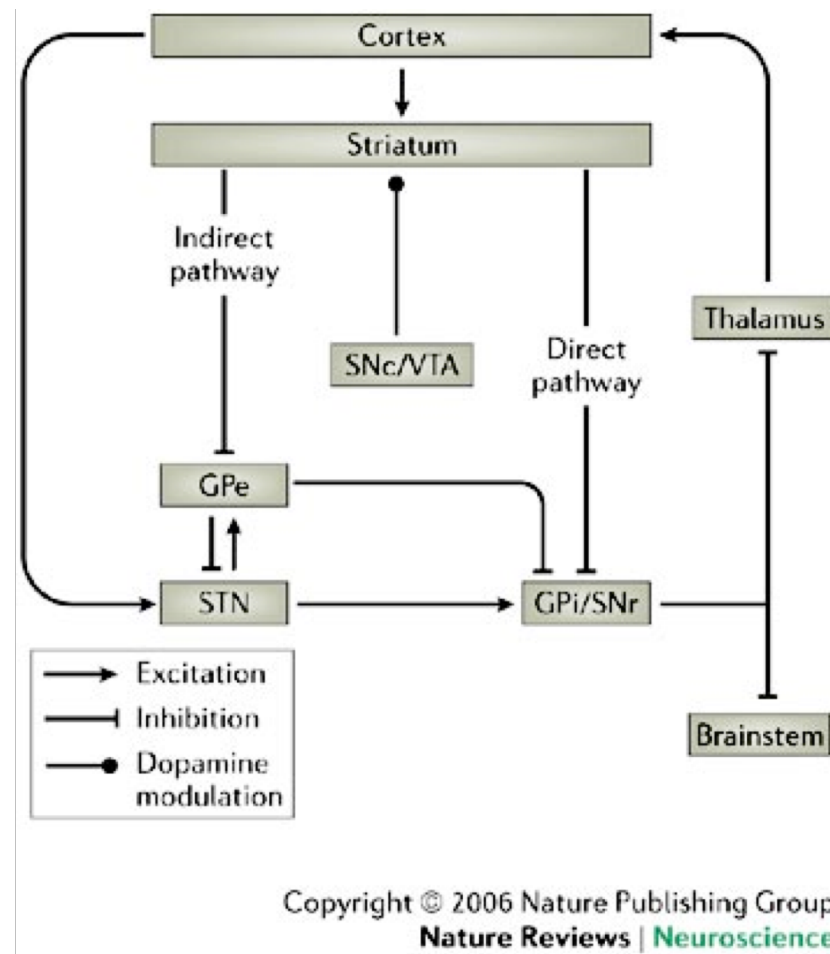 Cortex
Striatum
Indirect
pathway
SNc/VTA
Direct
pathway
Thalamus
GPe
STN
GPi/SNr
Brainstem
Excitation
Inhibition
Dopamine
modulation
Copyright © 2006 Nature Publishing Group
Nature Reviews | Neuroscience